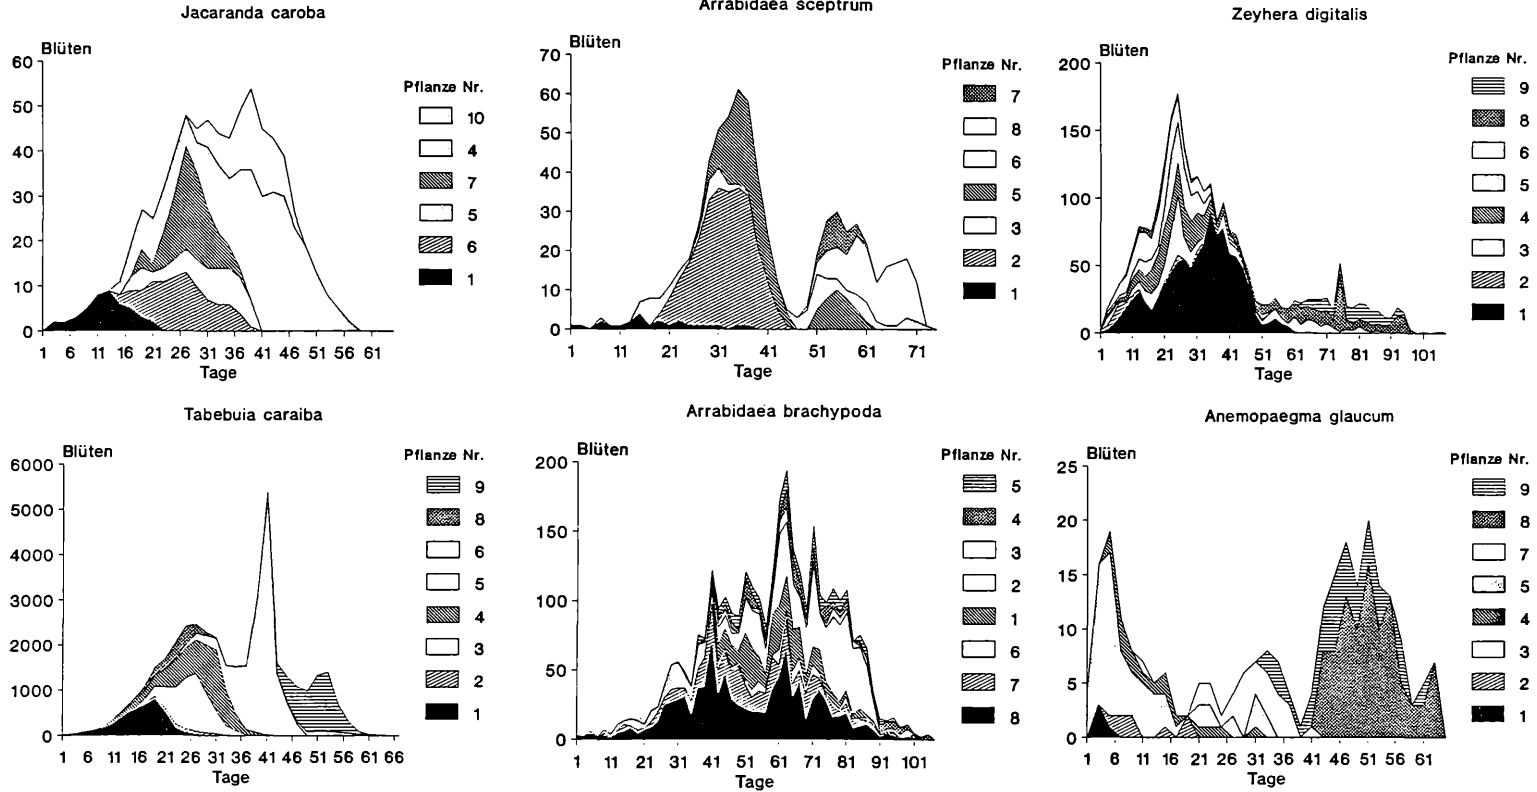 Jacaranda caroba
Blüten
60
50
40
30
20
10
0
1 6 11 16 21 26 31 36 41 46 51 56 61
Tage
Pflanze Nr.
10
4
7
5
6
1
Arrabidaea sceptrum
Blüten
70
60
50
40
30
20
10
0
1 11 21 31 41 51 61 71
Tage
Pflanze Nr.
7
8
6
5
3
2
1
Zeyhera digitalis
Blüten
200
150
100
50
0
1 11 21 31 41 51 61 71 81 91 101
Tage
Pflanze Nr.
9
8
6
5
4
3
2
1
Tabebuia caraiba
Blüten
6000
5000
4000
3000
2000
1000
0
1 6 11 16 21 26 31 36 41 46 51 56 61 66
Tage
Pflanze Nr.
9
8
6
5
4
3
2
1
Arrabidaea brachypoda
Blüten
200
150
100
50
0
1 11 21 31 41 51 61 71 81 91 101
Tage
Pflanze Nr.
5
4
3
2
1
6
7
8
Anemopaegma glaucum
Blüten
25
20
15
10
5
0
1 6 11 16 21 26 31 36 41 46 51 56 61
Tage
Pflanze Nr.
9
8
7
5
4
3
2
1